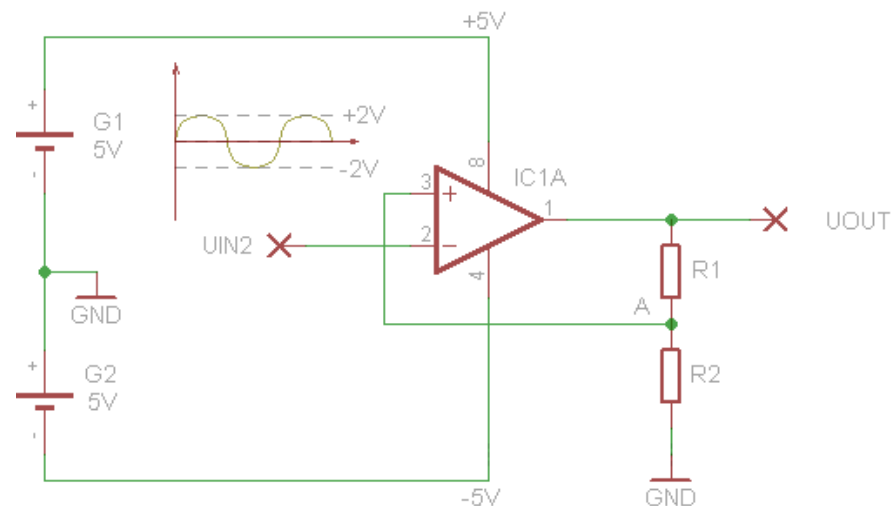 +5V
+
G1
5V
-
+2V
-2V
8
IC1A
3
+
1
UIN2
2
-
UOUT
4
R1
GND
A
+
G2
5V
R2
-
-5V
GND